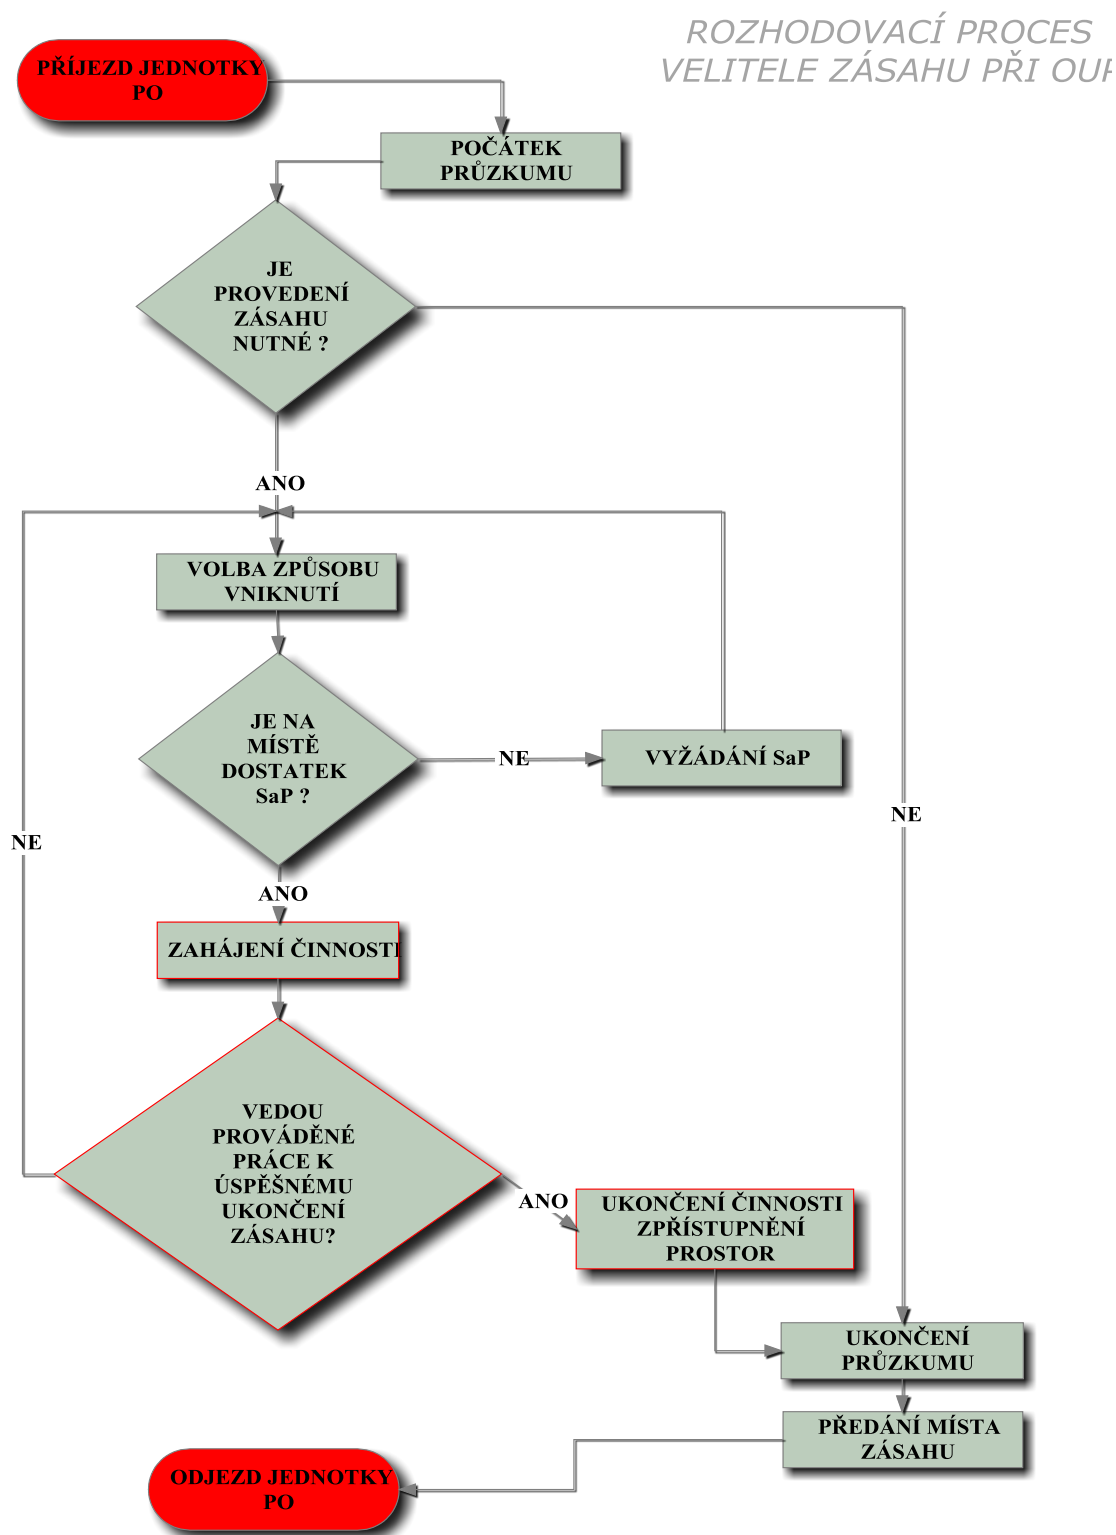 ROZHODOVACÍ PROCES
VELITELE ZÁSAHU PŘI OUP
PŘÍJEZD JEDNOTKY
PO
POČÁTEK
PRŮZKUMU
JE
PROVEDENÍ
ZÁSAHU
NUTNÉ ?
ANO
VOLBA ZPŮSOBU
VNIKNUTÍ
JE NA
MÍSTĚ
DOSTATEK
SaP ?
NE
VYŽÁDÁNÍ SaP
NE
NE
ANO
ZAHÁJENÍ ČINNOSTI
VEDOU
PROVÁDĚNÉ
PRÁCE K
ÚSPĚŠNÉMU
UKONČENÍ
ZÁSAHU?
ANO
UKONČENÍ ČINNOSTI
ZPŘÍSTUPNĚNÍ
PROSTOR
UKONČENÍ
PRŮZKUMU
PŘEDÁNÍ MÍSTA
ZÁSAHU
ODJEZD JEDNOTKY
PO